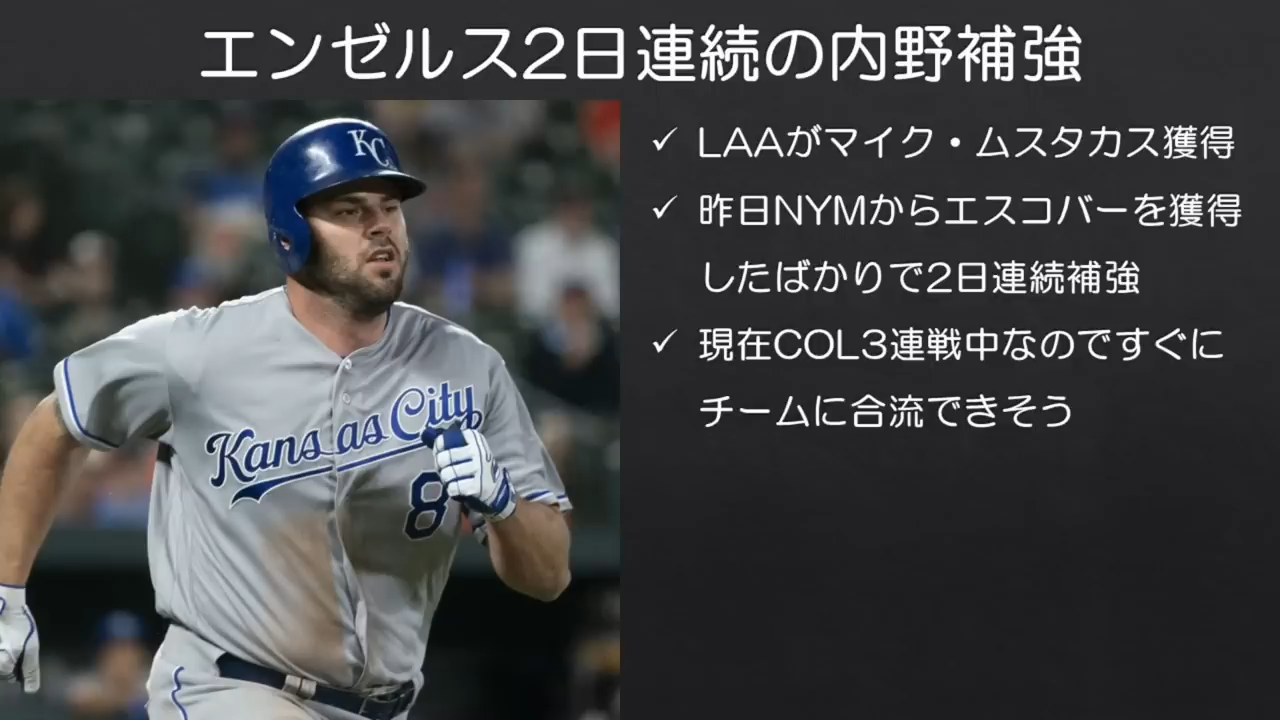 エンゼルス2日連続の内野補強
✓ LAAがマイク・ムスタカス獲得
✓ 昨日NYMからエスコバーを獲得
したばかりで2日連続補強
✓ 現在COL3連戦中なのですぐに
チームに合流できそう
KC
Kansas City
8